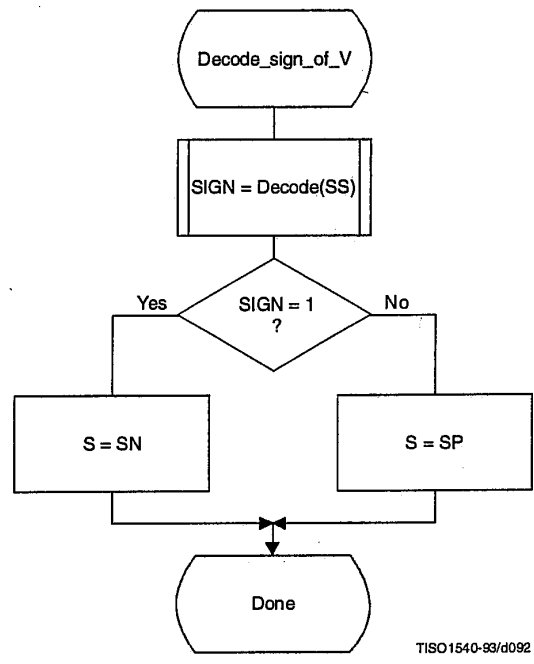 Decode_sign_of_V
SIGN = Decode(SS)
SIGN = 1
?
Yes
No
S = SN
S = SP
Done
TISO1540-93/d092